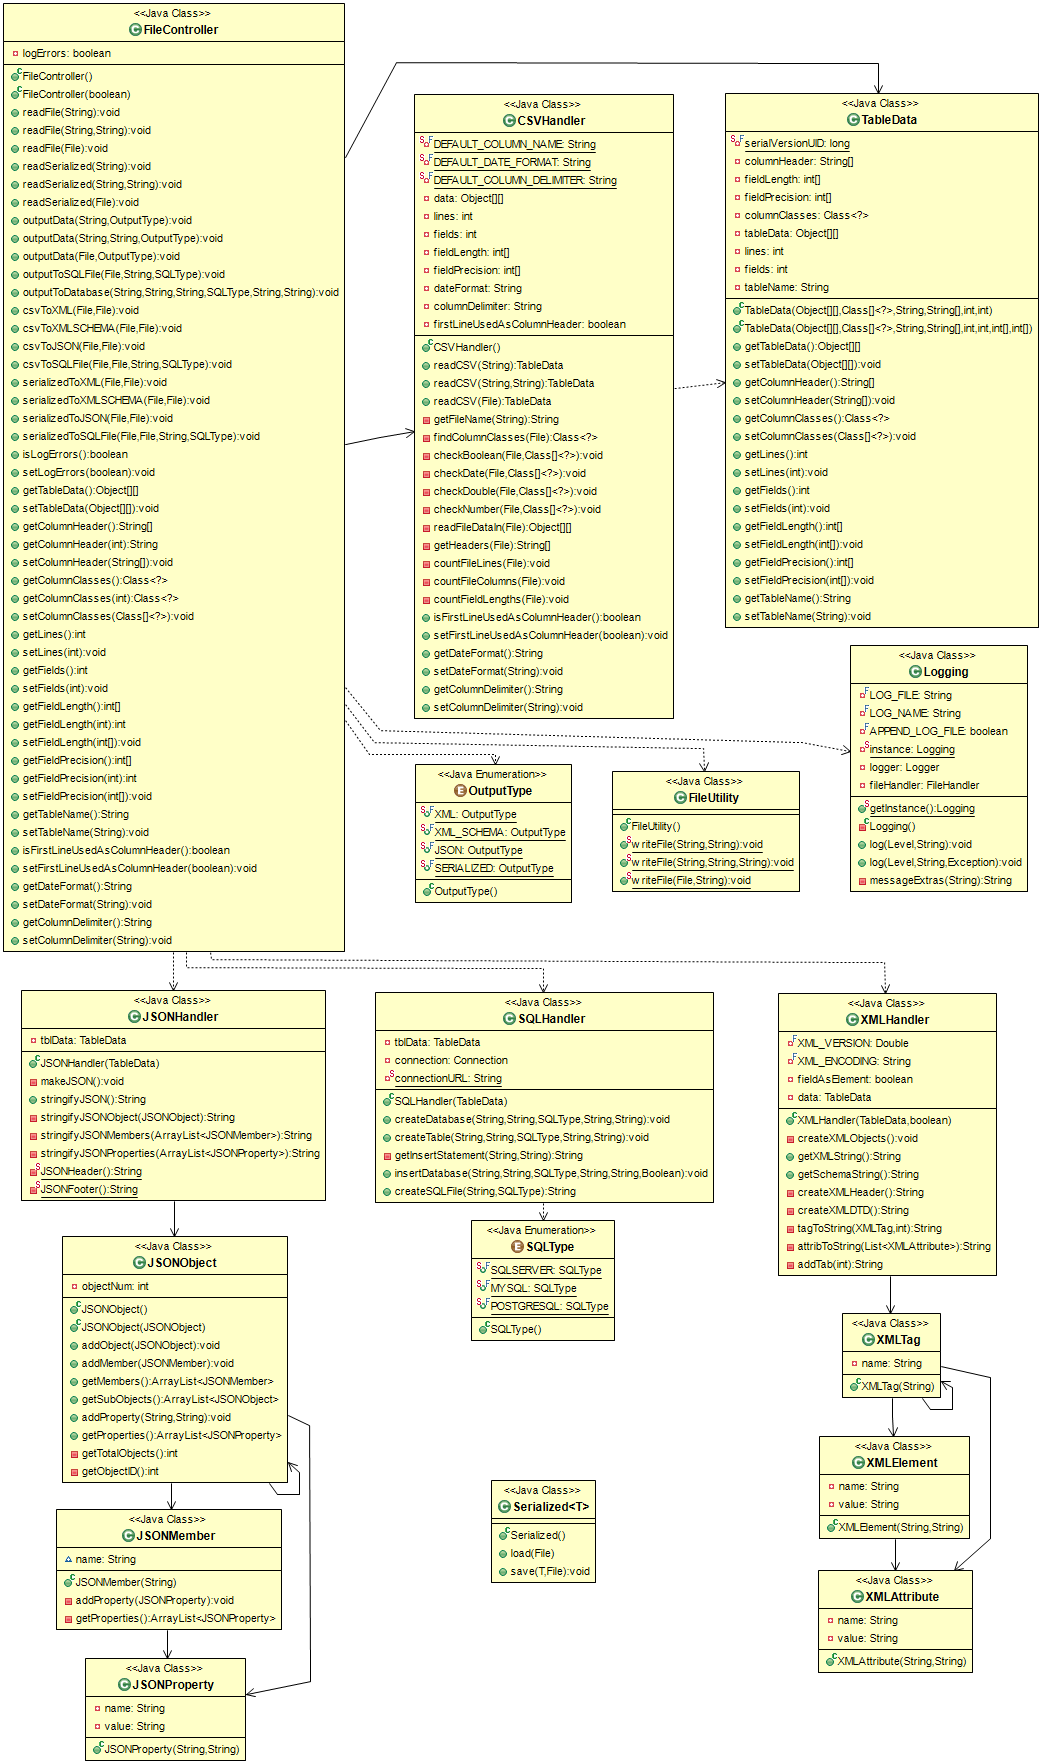 <<Java Class>>
FileController
logErrors: boolean
FileController()
FileController(boolean)
readFile(String):void
readFile(String,String):void
readFile(File):void
readSerialized(String):void
readSerialized(String,String):void
readSerialized(File):void
outputData(String,OutputType):void
outputData(String,String,OutputType):void
outputData(File,OutputType):void
outputToSQLFile(File,String,SQLType):void
outputToDatabase(String,String,String,SQLType,String,String):void
csvToXML(File,File):void
csvToXMLSCHEMA(File,File):void
csvToJSON(File,File):void
csvToSQLFile(File,File,String,SQLType):void
serializedToXML(File,File):void
serializedToXMLSCHEMA(File,File):void
serializedToJSON(File,File):void
serializedToSQLFile(File,File,String,SQLType):void
isLogErrors():boolean
setLogErrors(boolean):void
getTableData():Object[][]
setTableData(Object[][]):void
getColumnHeader():String[]
getColumnHeader(int):String
setColumnHeader(String[]):void
getColumnClasses():Class<?>
getColumnClasses(int):Class<?>
setColumnClasses(Class[]<?>):void
getLines():int
setLines(int):void
getFields():int
setFields(int):void
getFieldLength():int[]
getFieldLength(int):int
setFieldLength(int[]):void
getFieldPrecision():int[]
getFieldPrecision(int):int
setFieldPrecision(int[]):void
getTableName():String
setTableName(String):void
isFirstLineUsedAsColumnHeader():boolean
setFirstLineUsedAsColumnHeader(boolean):void
getDateFormat():String
setDateFormat(String):void
getColumnDelimiter():String
setColumnDelimiter(String):void
<<Java Class>>
CSVHandler
DEFAULT_COLUMN_NAME: String
DEFAULT_DATE_FORMAT: String
DEFAULT_COLUMN_DELIMITER: String
data: Object[][]
lines: int
fields: int
fieldLength: int[]
fieldPrecision: int[]
dateFormat: String
columnDelimiter: String
firstLineUsedAsColumnHeader: boolean
CSVHandler()
readCSV(String):TableData
readCSV(String,String):TableData
readCSV(File):TableData
getFileName(String):String
findColumnClasses(File):Class<?>
checkBoolean(File,Class[]<?>):void
checkDate(File,Class[]<?>):void
checkDouble(File,Class[]<?>):void
checkNumber(File,Class[]<?>):void
readFileDataIn(File):Object[][]
getHeaders(File):String[]
countFileLines(File):void
countFileColumns(File):void
countFieldLengths(File):void
isFirstLineUsedAsColumnHeader():boolean
setFirstLineUsedAsColumnHeader(boolean):void
getDateFormat():String
setDateFormat(String):void
getColumnDelimiter():String
setColumnDelimiter(String):void
<<Java Class>>
TableData
serialVersionUID: long
columnHeader: String[]
fieldLength: int[]
fieldPrecision: int[]
columnClasses: Class<?>
tableData: Object[][]
lines: int
fields: int
tableName: String
TableData(Object[][],Class[]<?>,String,String[],int,int)
TableData(Object[][],Class[]<?>,String,String[],int,int,int[],int[])
getTableData():Object[][]
setTableData(Object[][]):void
getColumnHeader():String[]
setColumnHeader(String[]):void
getColumnClasses():Class<?>
setColumnClasses(Class[]<?>):void
getLines():int
setLines(int):void
getFields():int
setFields(int):void
getFieldLength():int[]
setFieldLength(int[]):void
getFieldPrecision():int[]
setFieldPrecision(int[]):void
getTableName():String
setTableName(String):void
<<Java Class>>
Logging
LOG_FILE: String
LOG_NAME: String
APPEND_LOG_FILE: boolean
instance: Logging
logger: Logger
fileHandler: FileHandler
getInstance():Logging
Logging()
log(Level,String):void
log(Level,String,Exception):void
messageExtras(String):String
<<Java Enumeration>>
OutputType
XML: OutputType
XML_SCHEMA: OutputType
JSON: OutputType
SERIALIZED: OutputType
OutputType()
<<Java Class>>
FileUtility
FileUtility()
writeFile(String,String):void
writeFile(String,String,String):void
writeFile(File,String):void
<<Java Class>>
JSONHandler
tblData: TableData
JSONHandler(TableData)
makeJSON():void
stringifyJSON():String
stringifyJSONObject(JSONObject):String
stringifyJSONMembers(ArrayList<JSONMember>):String
stringifyJSONProperties(ArrayList<JSONProperty>):String
JSONHeader():String
JSONFooter():String
<<Java Class>>
SQLHandler
tblData: TableData
connection: Connection
connectionURL: String
SQLHandler(TableData)
createDatabase(String,String,SQLType,String,String):void
createTable(String,String,SQLType,String,String):void
getInsertStatement(String,String):String
insertDatabase(String,String,SQLType,String,String,Boolean):void
createSQLFile(String,SQLType):String
<<Java Class>>
XMLHandler
XML_VERSION: Double
XML_ENCODING: String
fieldAsElement: boolean
data: TableData
XMLHandler(TableData,boolean)
createXMLObjects():void
getXMLString():String
getSchemaString():String
createXMLHeader():String
createXMLDTD():String
tagToString(XMLTag,int):String
attribToString(List<XMLAttribute>):String
addTab(int):String
<<Java Class>>
JSONObject
objectNum: int
JSONObject()
JSONObject(JSONObject)
addObject(JSONObject):void
addMember(JSONMember):void
getMembers():ArrayList<JSONMember>
getSubObjects():ArrayList<JSONObject>
addProperty(String,String):void
getProperties():ArrayList<JSONProperty>
getTotalObjects():int
getObjectID():int
<<Java Enumeration>>
SQLType
SQLSERVER: SQLType
MYSQL: SQLType
POSTGRESQL: SQLType
SQLType()
<<Java Class>>
XMLTag
name: String
XMLTag(String)
<<Java Class>>
XMLElement
name: String
value: String
XMLElement(String,String)
<<Java Class>>
Serialized<T>
Serialized()
load(File)
save(T,File):void
<<Java Class>>
JSONMember
name: String
JSONMember(String)
addProperty(JSONProperty):void
getProperties():ArrayList<JSONProperty>
<<Java Class>>
XMLAttribute
name: String
value: String
XMLAttribute(String,String)
<<Java Class>>
JSONProperty
name: String
value: String
JSONProperty(String,String)